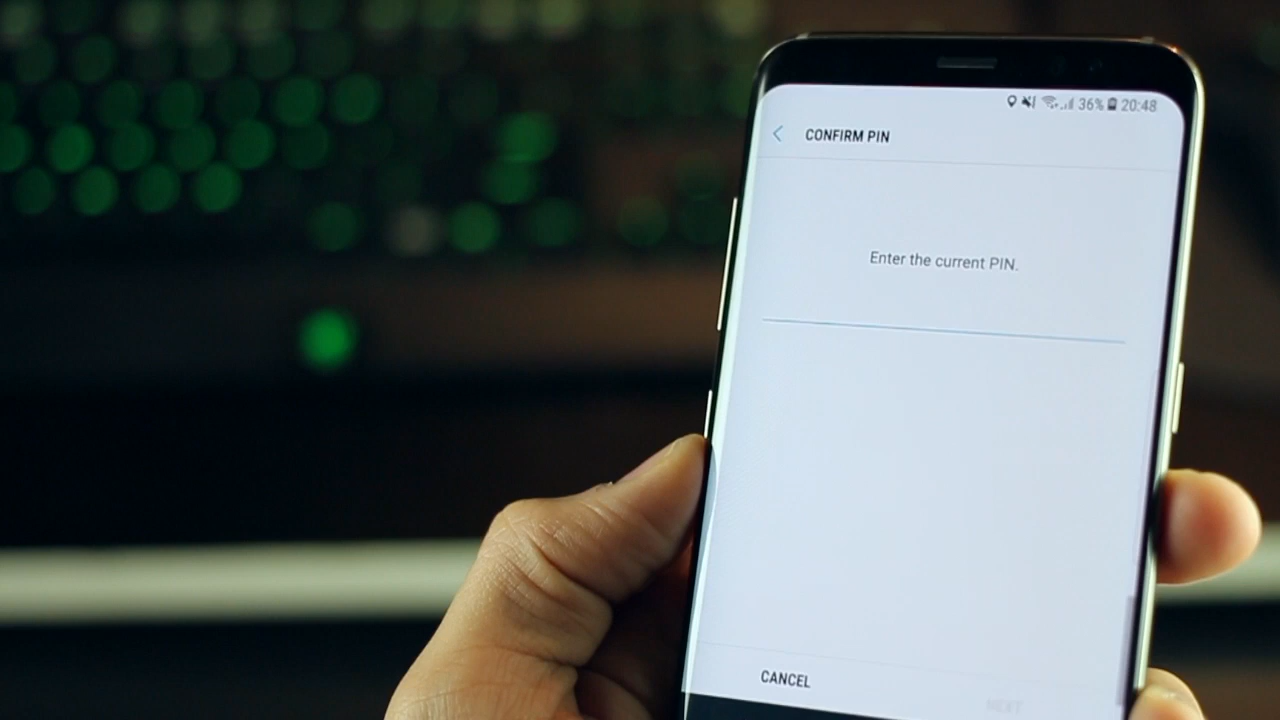 36% 20:48
CONFIRM PIN
Enter the current PIN.
CANCEL
NEXT